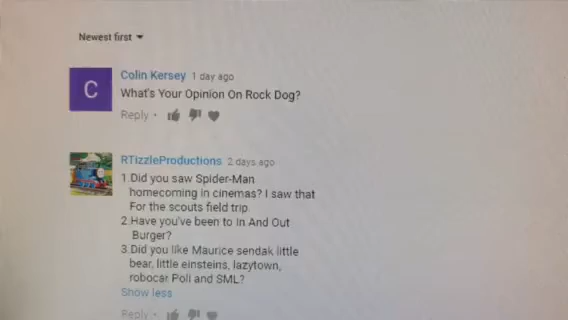 Newest first
C
Colin Kersey 1 day ago
What's Your Opinion On Rock Dog?
Reply •
RTizzleProductions 2 days ago
1.Did you saw Spider-Man
homecoming in cinemas? I saw that
For the scouts field trip.
2.Have you've been to In And Out
Burger?
3.Did you like Maurice sendak little
bear, little einsteins, lazytown,
robocar Poli and SML?
Show less
Reply •